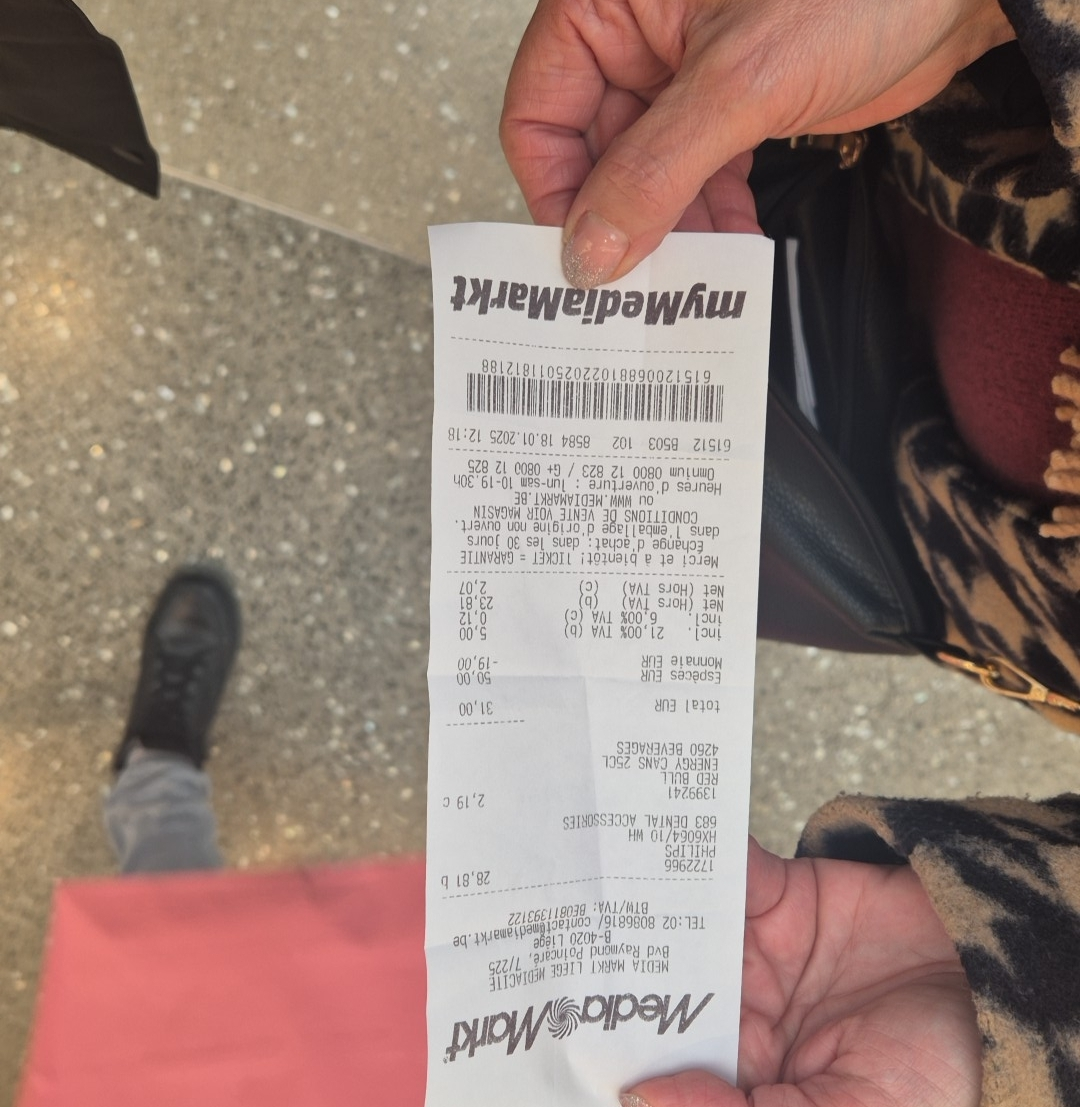 Media Markt
MEDIA MARKT LIEGE MEDIACITE
Bvd Raymond Poincaré, 7/225
B-4020 Liège
TEL:02 8086816/ contact@mediamarkt.be
BTW/TVA: BE0811393122
1722966 28,81 b
PHILIPS
HX6064/10 WH
683 DENTAL ACCESSORIES
1399241 2,19 c
RED BULL
ENERGY CANS 25CL
4260 BEVERAGES
total EUR 31,00
Espèces EUR 50,00
Monnaie EUR -19,00
incl. 21,00% TVA (b) 5,00
incl. 6,00% TVA (c) 0,12
Net (Hors TVA) (b) 23,81
Net (Hors TVA) (c) 2,07
Merci et à bientôt! TICKET = GARANTIE
Échange d'achat: dans les 30 jours
dans l'emballage d'origine non ouvert.
CONDITIONS DE VENTE VOIR MAGASIN
ou WWW.MEDIAMARKT.BE
Heures d'ouverture : lun-sam 10-19.30h
Omnium 0800 12 823 / G+ 0800 12 825
61512 8503 102 8584 18.01.2025 12:18
6151200681022025011812188
myMediaMarkt